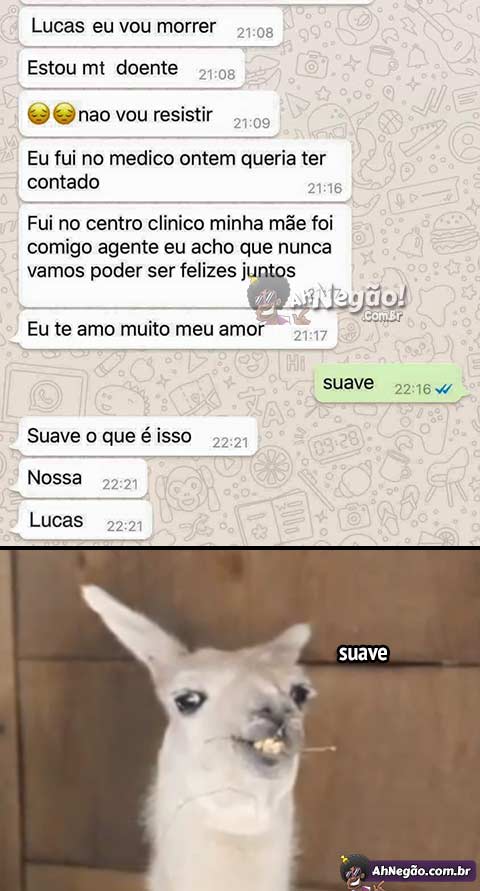 Lucas eu vou morrer 21:08
Estou mt doente 21:08
😔😔nao vou resistir 21:09
Eu fui no medico ontem queria ter
contado 21:16
Fui no centro clinico minha mãe foi
comigo agente eu acho que nunca
vamos poder ser felizes juntos
AhNegão!
.com.br
Eu te amo muito meu amor 21:17
suave 22:16
Suave o que é isso 22:21
Nossa 22:21
Lucas 22:21
suave
AhNegão.com.br